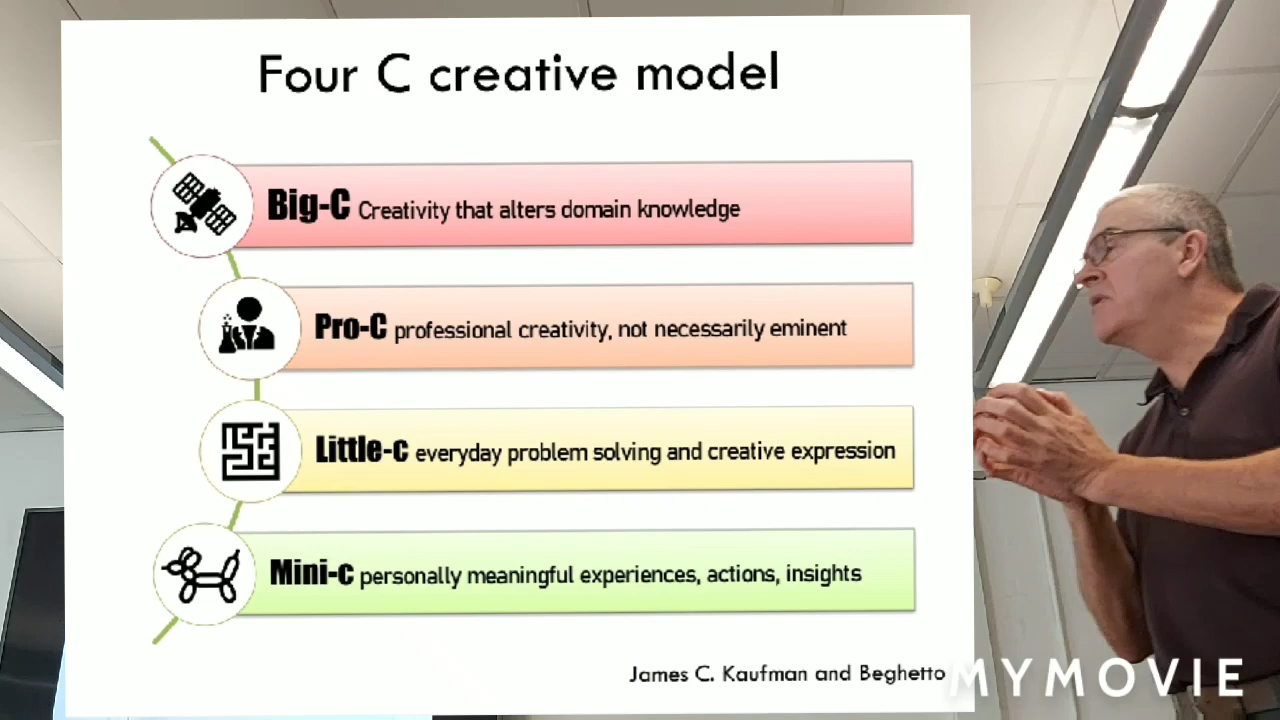 Four C creative model
Big-C Creativity that alters domain knowledge
Pro-C professional creativity, not necessarily eminent
Little-c everyday problem solving and creative expression
Mini-c personally meaningful experiences, actions, insights
James C. Kaufman and Beghetto
MYMOVIE